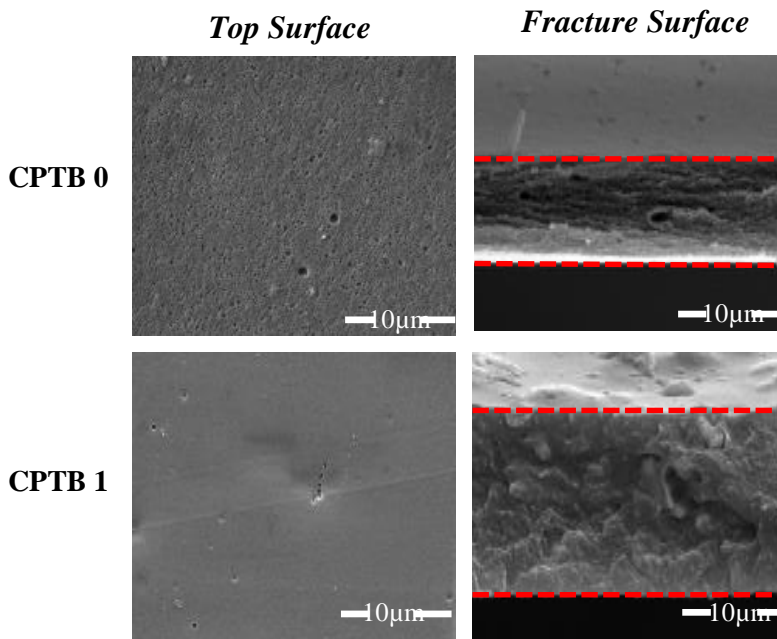 Top Surface
Fracture Surface
CPTB 0
10µm
10µm
CPTB 1
10µm
10µm